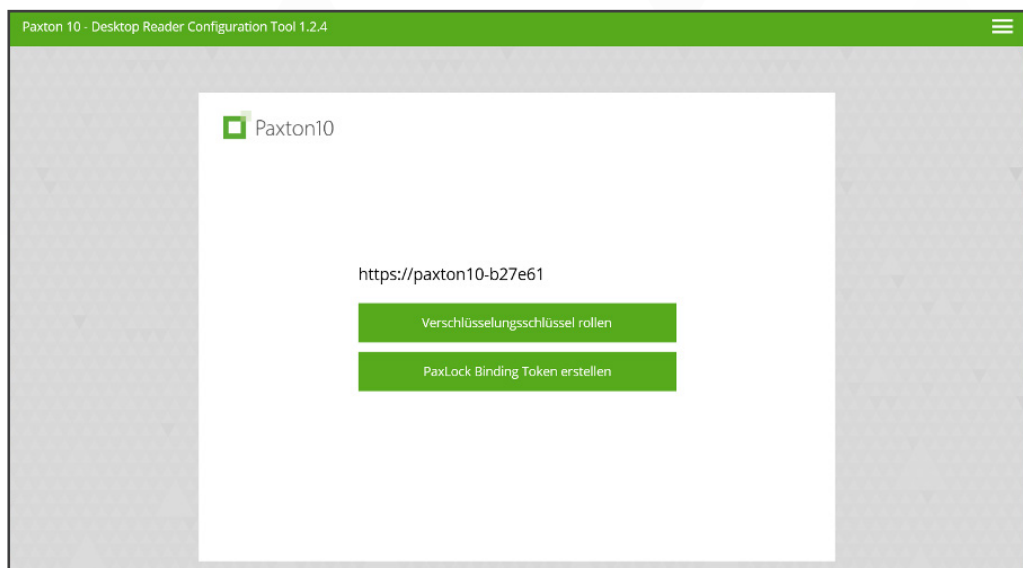 Paxton 10 - Desktop Reader Configuration Tool 1.2.4
Paxton10
https://paxton10-b27e61
Verschlüsselungsschlüssel rollen
PaxLock Binding Token erstellen